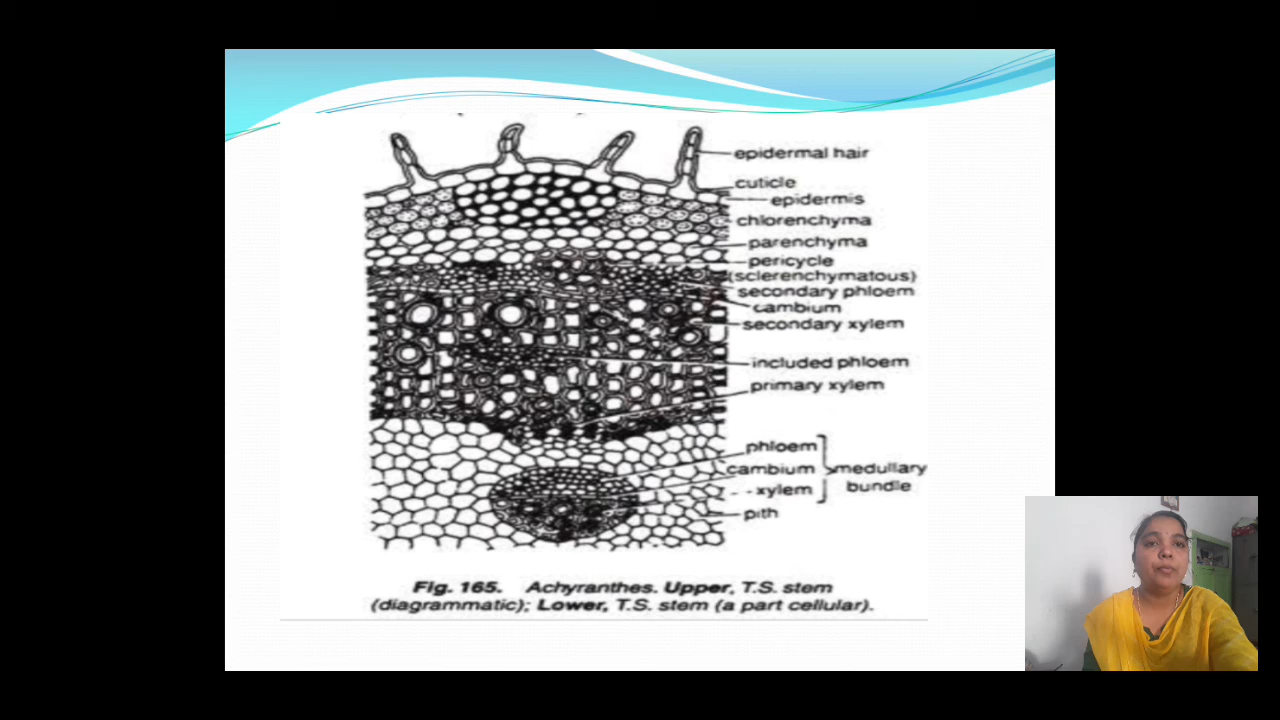 epidermal hair
cuticle
epidermis
chlorenchyma
parenchyma
pericycle
(sclerenchymatous)
secondary phloem
cambium
secondary xylem
included phloem
primary xylem
phloem
cambium
medullary
xylem
bundle
pith
Fig. 165. Achyranthes. Upper, T.S. stem
(diagrammatic); Lower, T.S. stem (a part cellular).